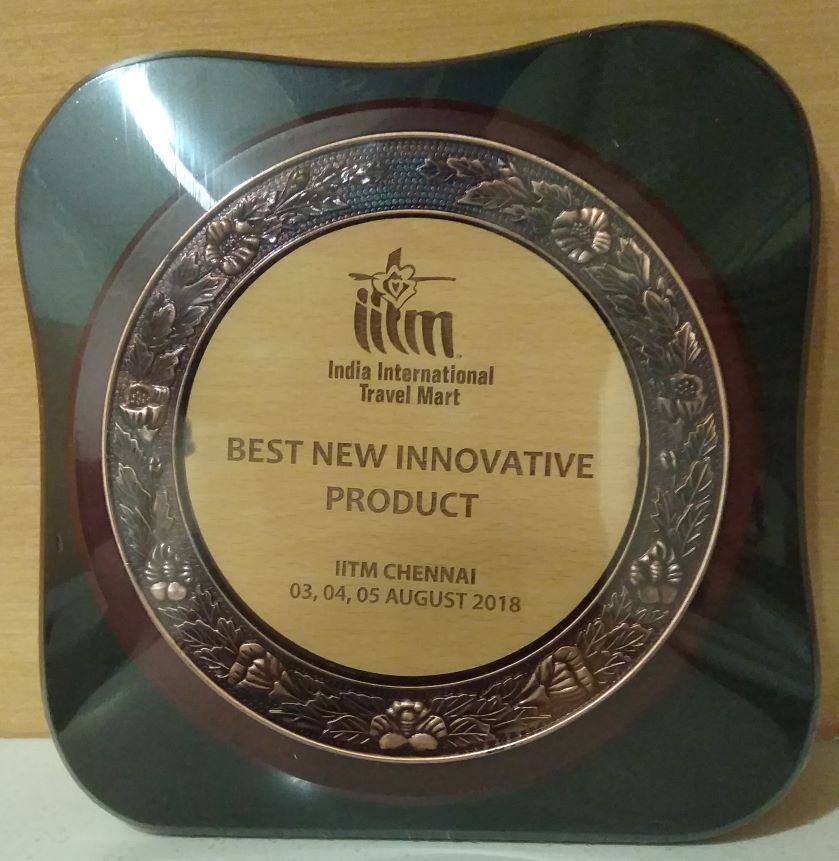 iitm
India International
Travel Mart
BEST NEW INNOVATIVE
PRODUCT
IITM CHENNAI
03, 04, 05 AUGUST 2018